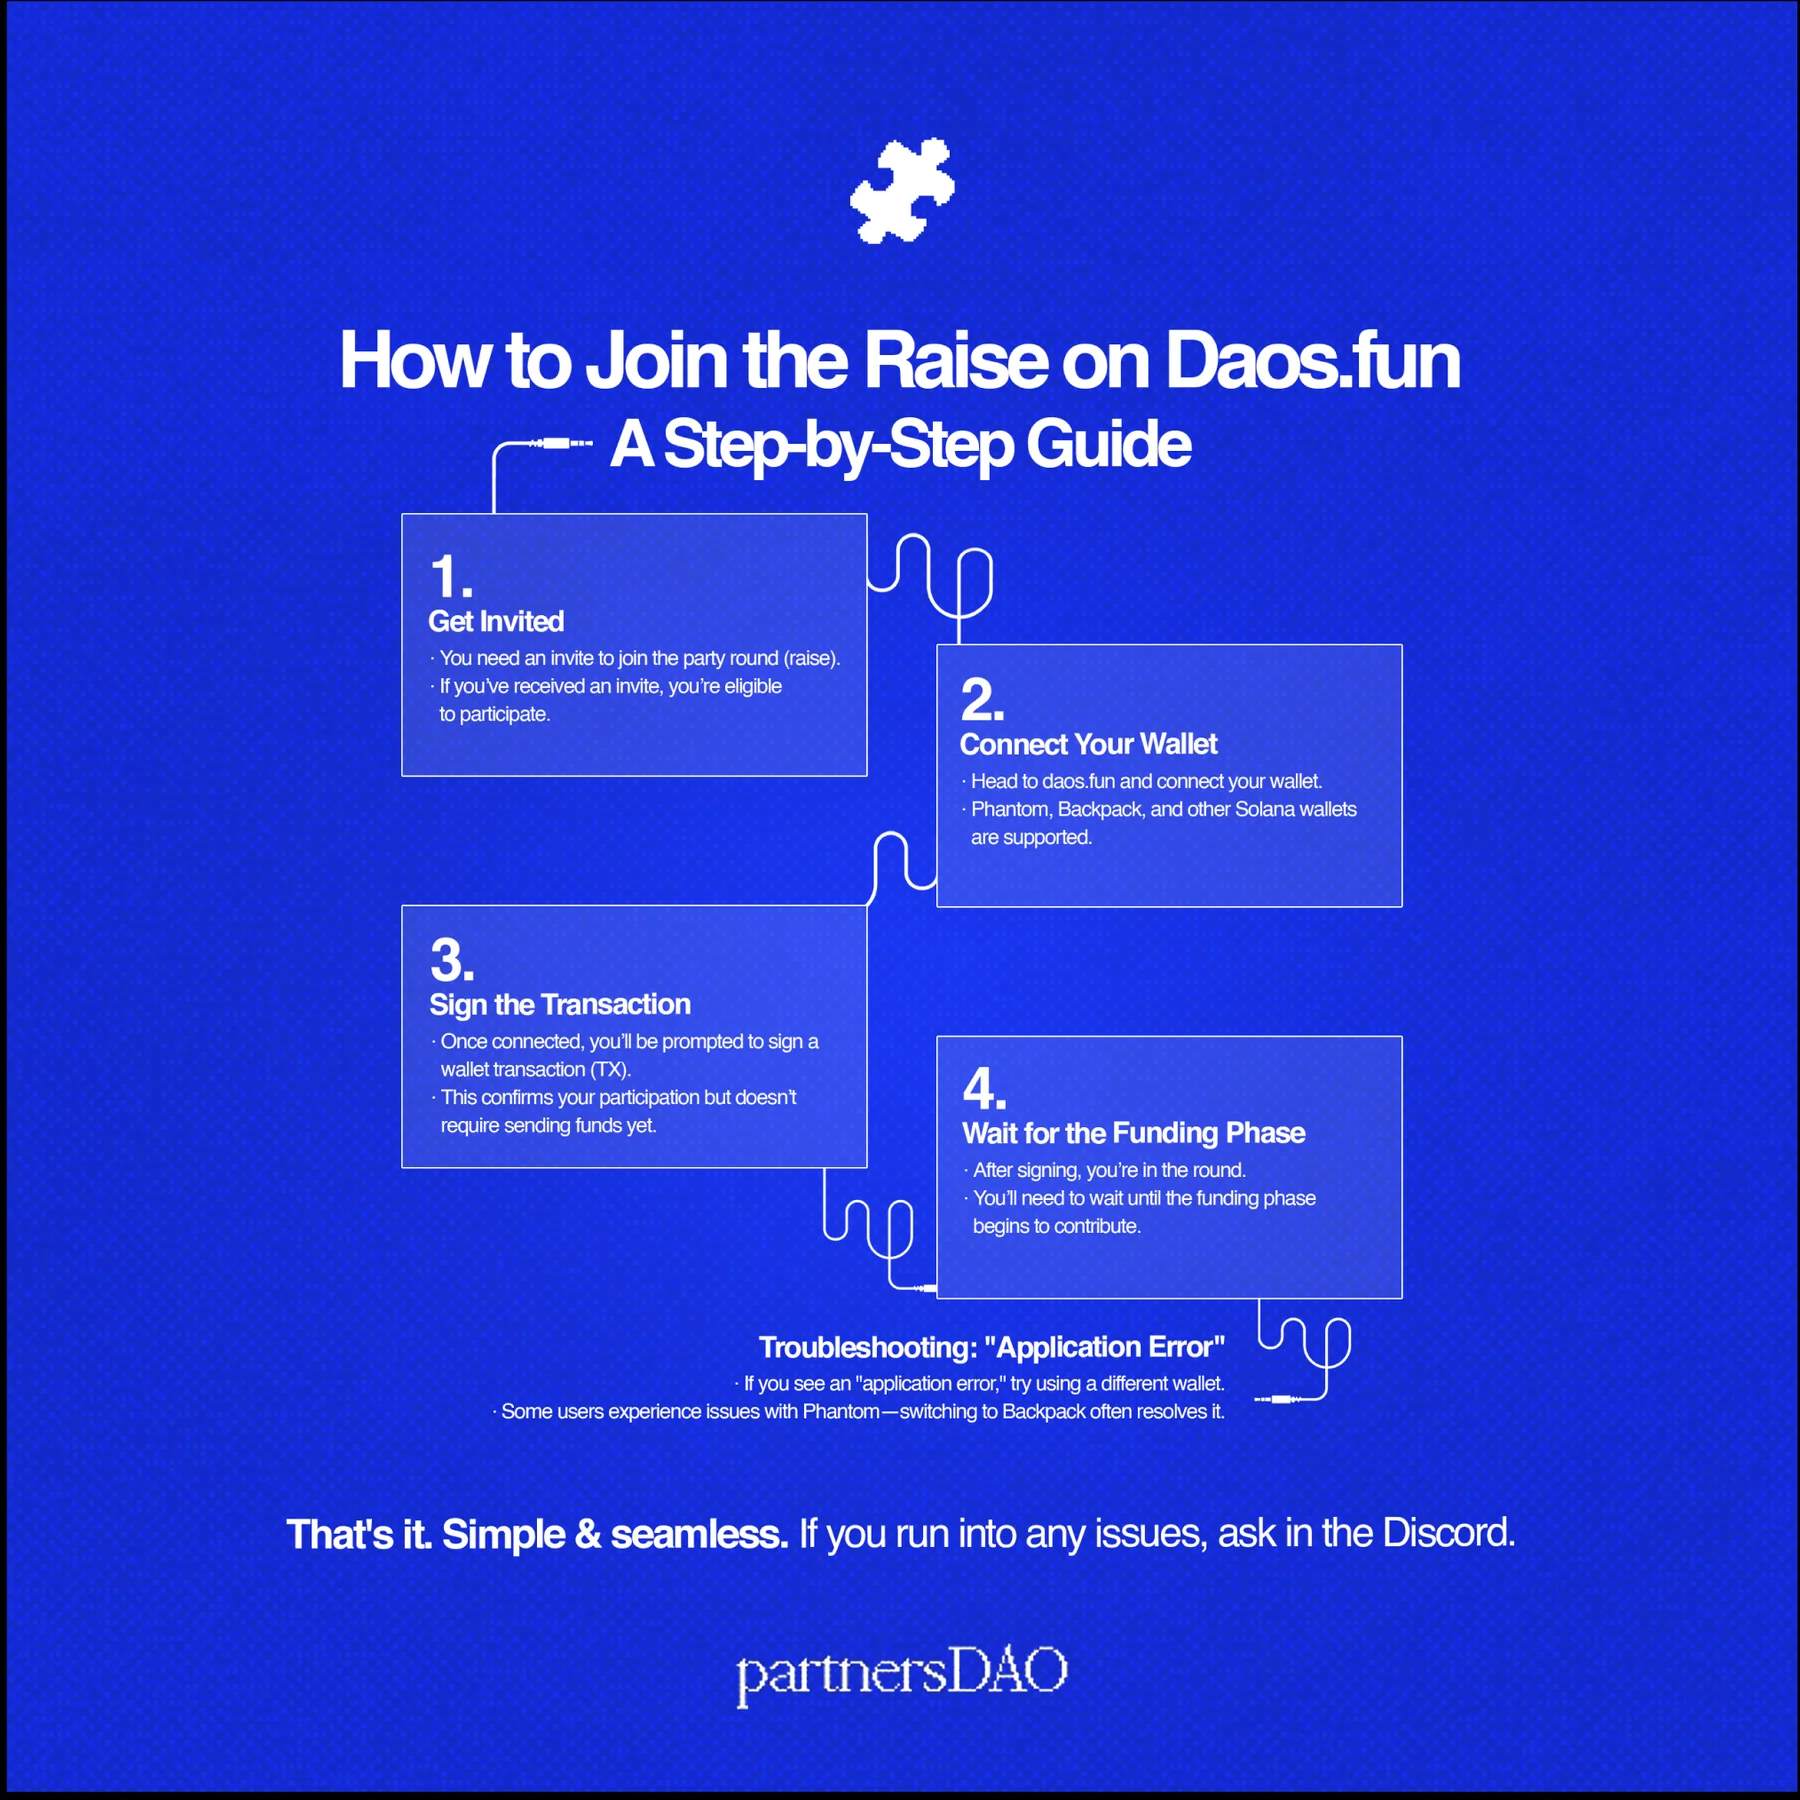 How to Join the Raise on Daos.fun
A Step-by-Step Guide
1.
Get Invited
· You need an invite to join the party round (raise).
· If you’ve received an invite, you’re eligible
to participate.
2.
Connect Your Wallet
· Head to daos.fun and connect your wallet.
· Phantom, Backpack, and other Solana wallets
are supported.
3.
Sign the Transaction
· Once connected, you’ll be prompted to sign a
wallet transaction (TX).
· This confirms your participation but doesn’t
require sending funds yet.
4.
Wait for the Funding Phase
· After signing, you’re in the round.
· You’ll need to wait until the funding phase
begins to contribute.
Troubleshooting: "Application Error"
· If you see an "application error," try using a different wallet.
· Some users experience issues with Phantom—switching to Backpack often resolves it.
That's it. Simple & seamless. If you run into any issues, ask in the Discord.
partnersDAO